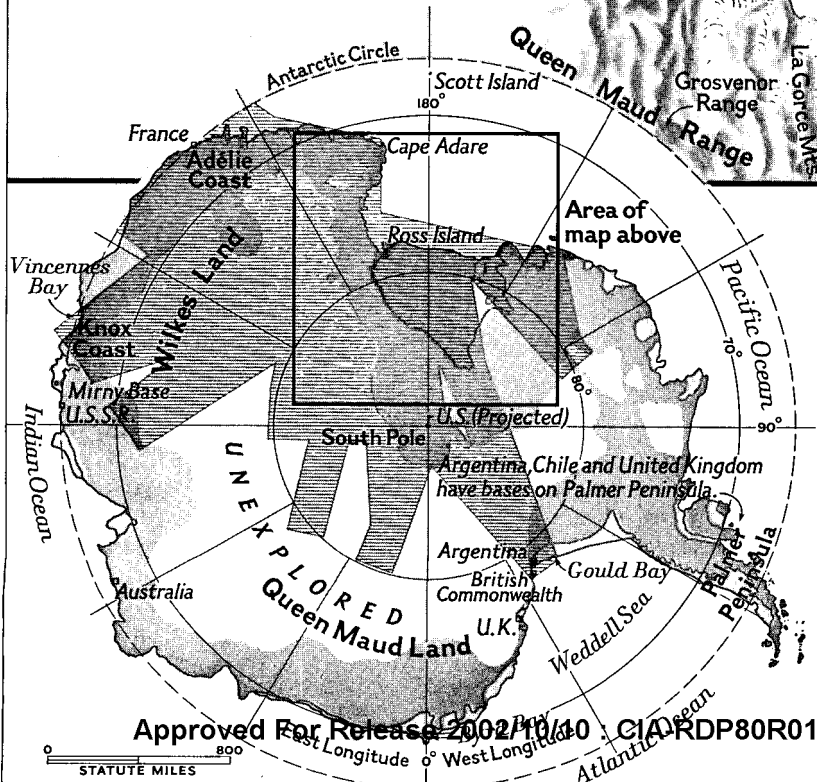 Queen Maud Range
Grosvenor
Range
La Gorce Mts.
Antarctic Circle
Scott Island
180°
France
Adélie
Coast
Cape Adare
Ross Island
Area of
map above
Vincennes
Bay
Wilkes Land
Knox
Coast
Pacific Ocean
70°
80°
Mirny Base
U.S.S.R.
U.S. (Projected)
90°
South Pole
Indian Ocean
Argentina, Chile and United Kingdom
have bases on Palmer Peninsula.
UNEXPLORED
Palmer
Peninsula
Argentina
Gould Bay
British
Commonwealth
Australia
Queen Maud Land
U.K.
Weddell Sea
Bay
Approved For Release 2002/10/10 : CIA-RDP80R01
East Longitude 0° West Longitude
Atlantic Ocean
0 800
STATUTE MILES